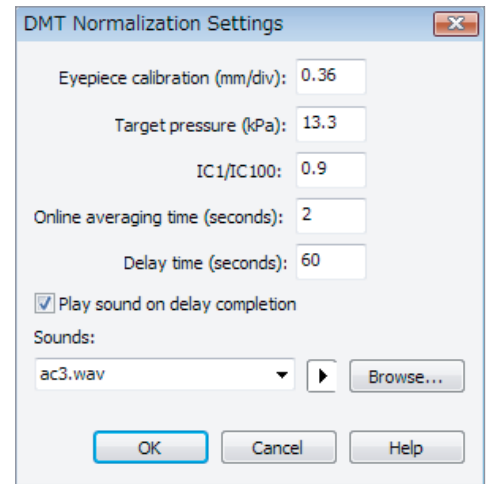 DMT Normalization Settings
Eyepiece calibration (mm/div): 0.36
Target pressure (kPa): 13.3
IC1/IC100: 0.9
Online averaging time (seconds): 2
Delay time (seconds): 60
Play sound on delay completion
Sounds:
ac3.wav Browse...
OK Cancel Help